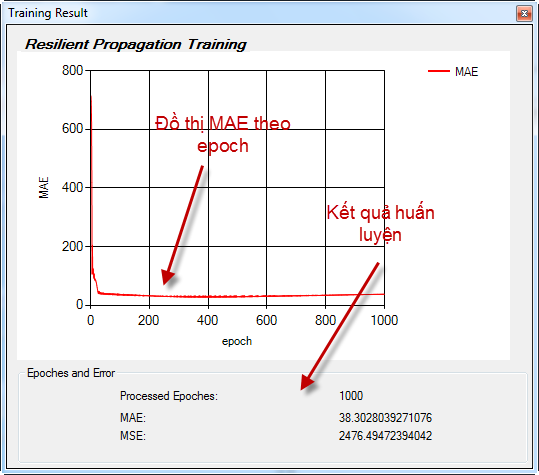 Training Result
Resilient Propagation Training
800
600
400
200
0
MAE
0
200
400
600
800
1000
epoch
MAE
Đồ thị MAE theo
epoch
Kết quả huấn
luyện
Epoches and Error
Processed Epoches: 1000
MAE: 38.3028039271076
MSE: 2476.49472394042